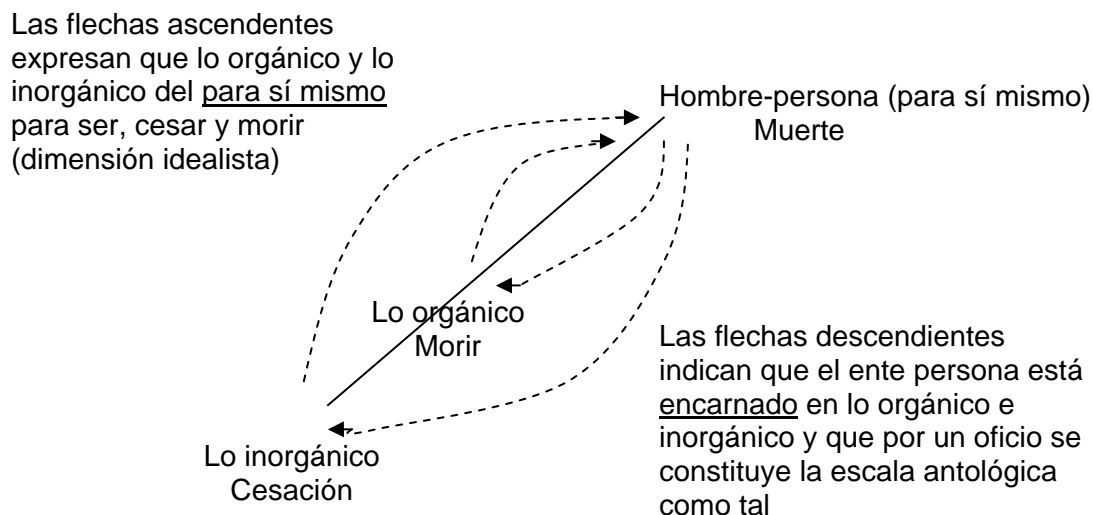 Las flechas ascendentes
expresan que lo orgánico y lo
inorgánico del para sí mismo
para ser, cesar y morir
(dimensión idealista)
Hombre-persona (para sí mismo)
Muerte
Lo orgánico
Morir
Las flechas descendientes
indican que el ente persona está
encarnado en lo orgánico e
inorgánico y que por un oficio se
constituye la escala antológica
como tal
Lo inorgánico
Cesación